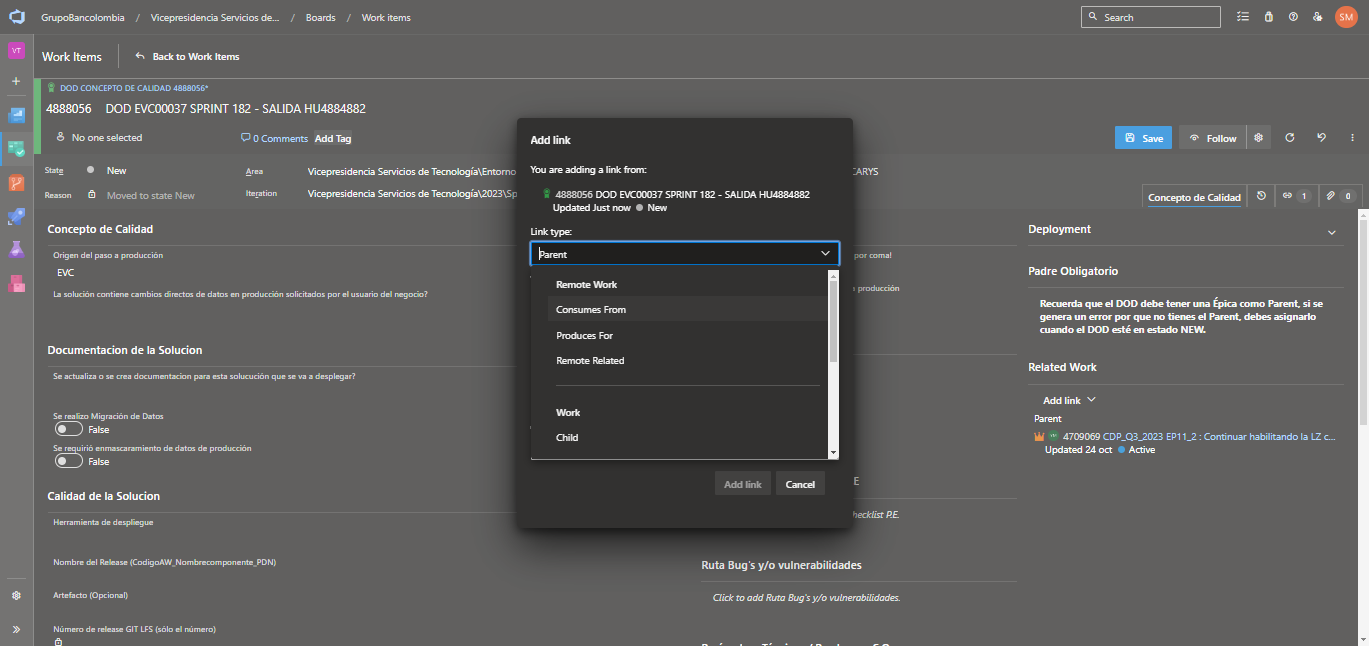 GrupoBancolombia / Vicepresidencia Servicios de... / Boards / Work items
Search
SM
VT
Work Items
Back to Work Items
DOD CONCEPTO DE CALIDAD 4888056*
4888056 DOD EVC00037 SPRINT 182 - SALIDA HU4884882
No one selected
0 Comments
Add Tag
Save
Follow
State
New
Area
Vicepresidencia Servicios de Tecnología\Entorno
CARYS
Reason
Moved to state New
Iteration
Vicepresidencia Servicios de Tecnología\2023\Sp
Concepto de Calidad
1
0
Concepto de Calidad
Origen del paso a producción
EVC
La solución contiene cambios directos de datos en producción solicitados por el usuario del negocio?
Documentacion de la Solucion
Se actualiza o se crea documentacion para esta solucución que se va a desplegar?
Se realizo Migración de Datos
False
Se requirió enmascaramiento de datos de producción
False
Calidad de la Solucion
Herramienta de despliegue
Nombre del Release (CodigoAW_Nombrecomponente_PDN)
Artefacto (Opcional)
Número de release GIT LFS (sólo el número)
Add link
You are adding a link from:
4888056 DOD EVC00037 SPRINT 182 - SALIDA HU4884882
Updated Just now New
Link type:
Parent
Remote Work
Consumes From
Produces For
Remote Related
Work
Child
Add link
Cancel
por comal
producción
E
hecklist P.E.
Ruta Bug's y/o vulnerabilidades
Click to add Ruta Bug's y/o vulnerabilidades.
Deployment
Padre Obligatorio
Recuerda que el DOD debe tener una Épica como Parent, si se
genera un error por que no tienes el Parent, debes asignarlo
cuando el DOD esté en estado NEW.
Related Work
Add link
Parent
4709069 CDP_Q3_2023 EP11_2 : Continuar habilitando la LZ c...
Updated 24 oct Active